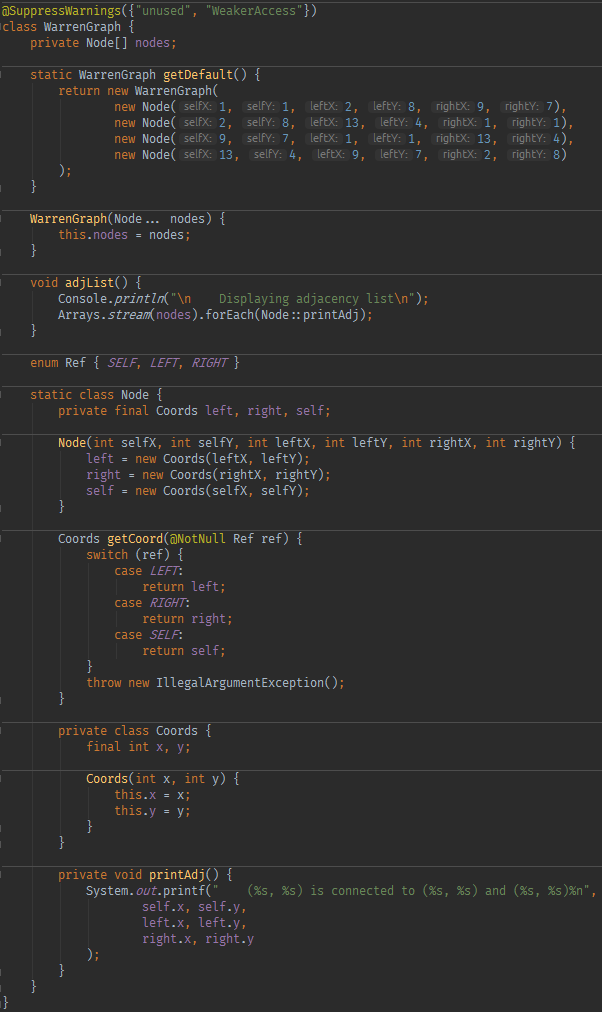 @SuppressWarnings({"unused", "WeakerAccess"})
class WarrenGraph {
    private Node[] nodes;

    static WarrenGraph getDefault() {
        return new WarrenGraph(
                new Node( selfX: 1,  selfY: 1,  leftX: 2,  leftY: 8,  rightX: 9,  rightY: 7),
                new Node( selfX: 2,  selfY: 8,  leftX: 13,  leftY: 4,  rightX: 1,  rightY: 1),
                new Node( selfX: 9,  selfY: 7,  leftX: 1,  leftY: 1,  rightX: 13,  rightY: 4),
                new Node( selfX: 13,  selfY: 4,  leftX: 9,  leftY: 7,  rightX: 2,  rightY: 8)
        );
    }

    WarrenGraph(Node... nodes) {
        this.nodes = nodes;
    }

    void adjList() {
        Console.println("\n    Displaying adjacency list\n");
        Arrays.stream(nodes).forEach(Node::printAdj);
    }

    enum Ref { SELF, LEFT, RIGHT }

    static class Node {
        private final Coords left, right, self;

        Node(int selfX, int selfY, int leftX, int leftY, int rightX, int rightY) {
            left = new Coords(leftX, leftY);
            right = new Coords(rightX, rightY);
            self = new Coords(selfX, selfY);
        }

        Coords getCoord(@NotNull Ref ref) {
            switch (ref) {
                case LEFT:
                    return left;
                case RIGHT:
                    return right;
                case SELF:
                    return self;
            }
            throw new IllegalArgumentException();
        }

        private class Coords {
            final int x, y;

            Coords(int x, int y) {
                this.x = x;
                this.y = y;
            }
        }

        private void printAdj() {
            System.out.printf("    (%s, %s) is connected to (%s, %s) and (%s, %s)%n",
                    self.x, self.y,
                    left.x, left.y,
                    right.x, right.y
            );
        }
    }
}